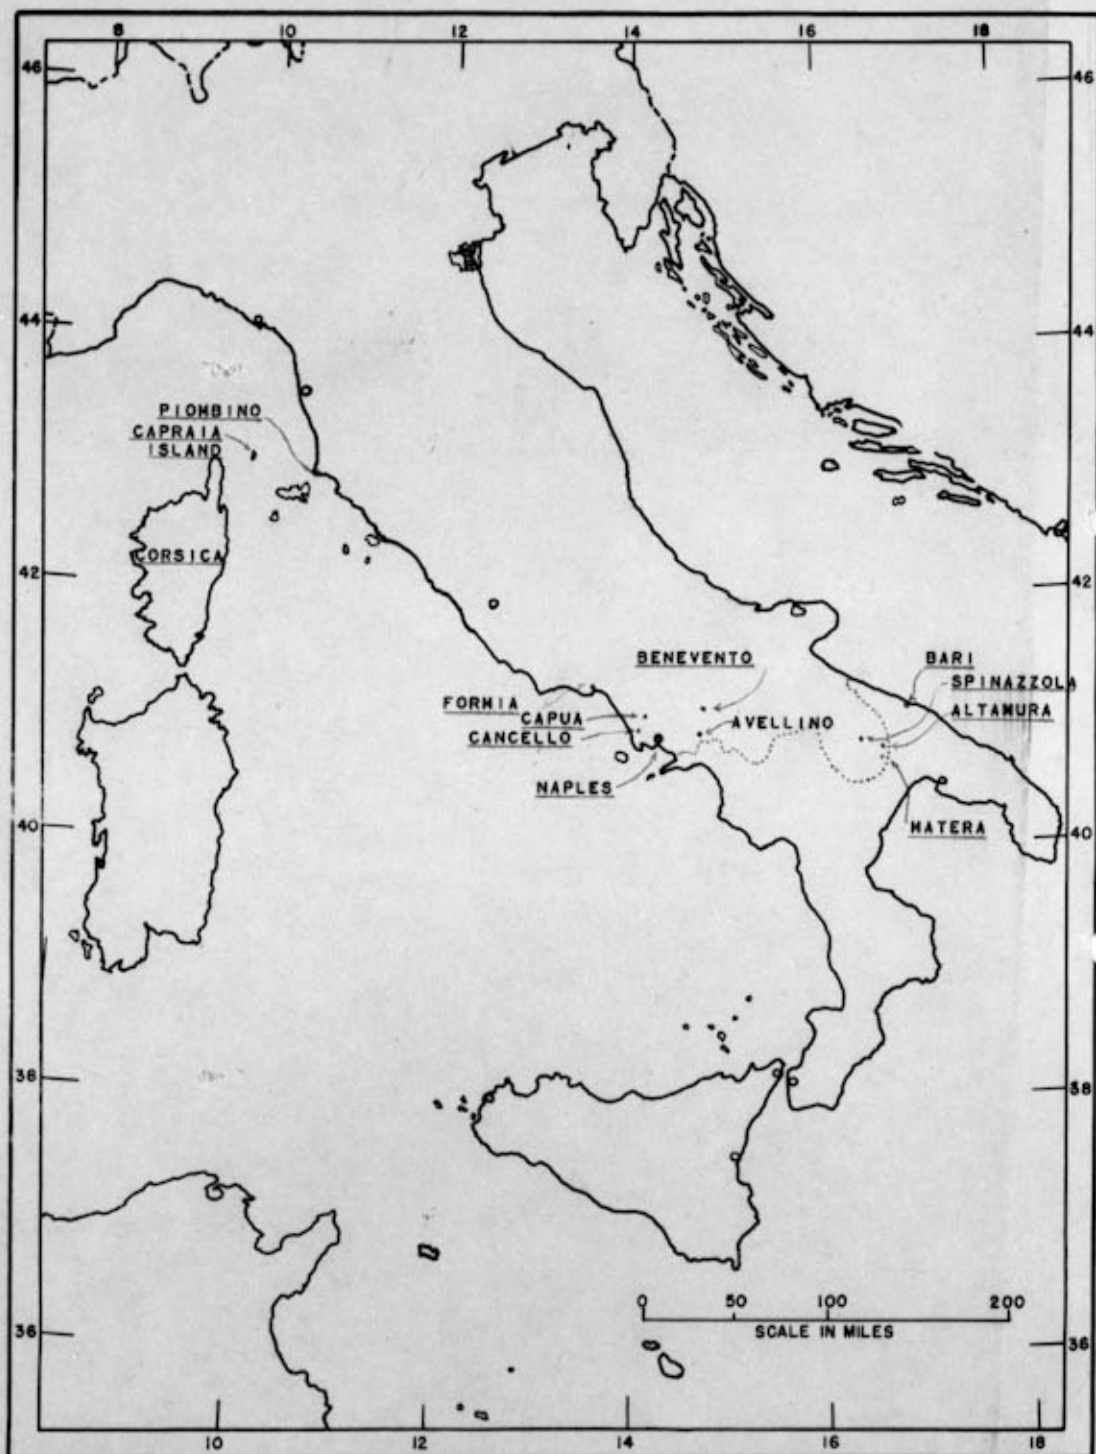 8 10 12 14 16 18
46 46
44 44
PIOMBINO
CAPRAIA
ISLAND
CORSICA
42 42
BENEVENTO
BARI
SPINAZZOLA
FORMIA
CAPUA
AVELLINO
ALTAMURA
CANCELLO
NAPLES
MATERA
40 40
38 38
0 50 100 200
SCALE IN MILES
36 36
10 12 14 16 18